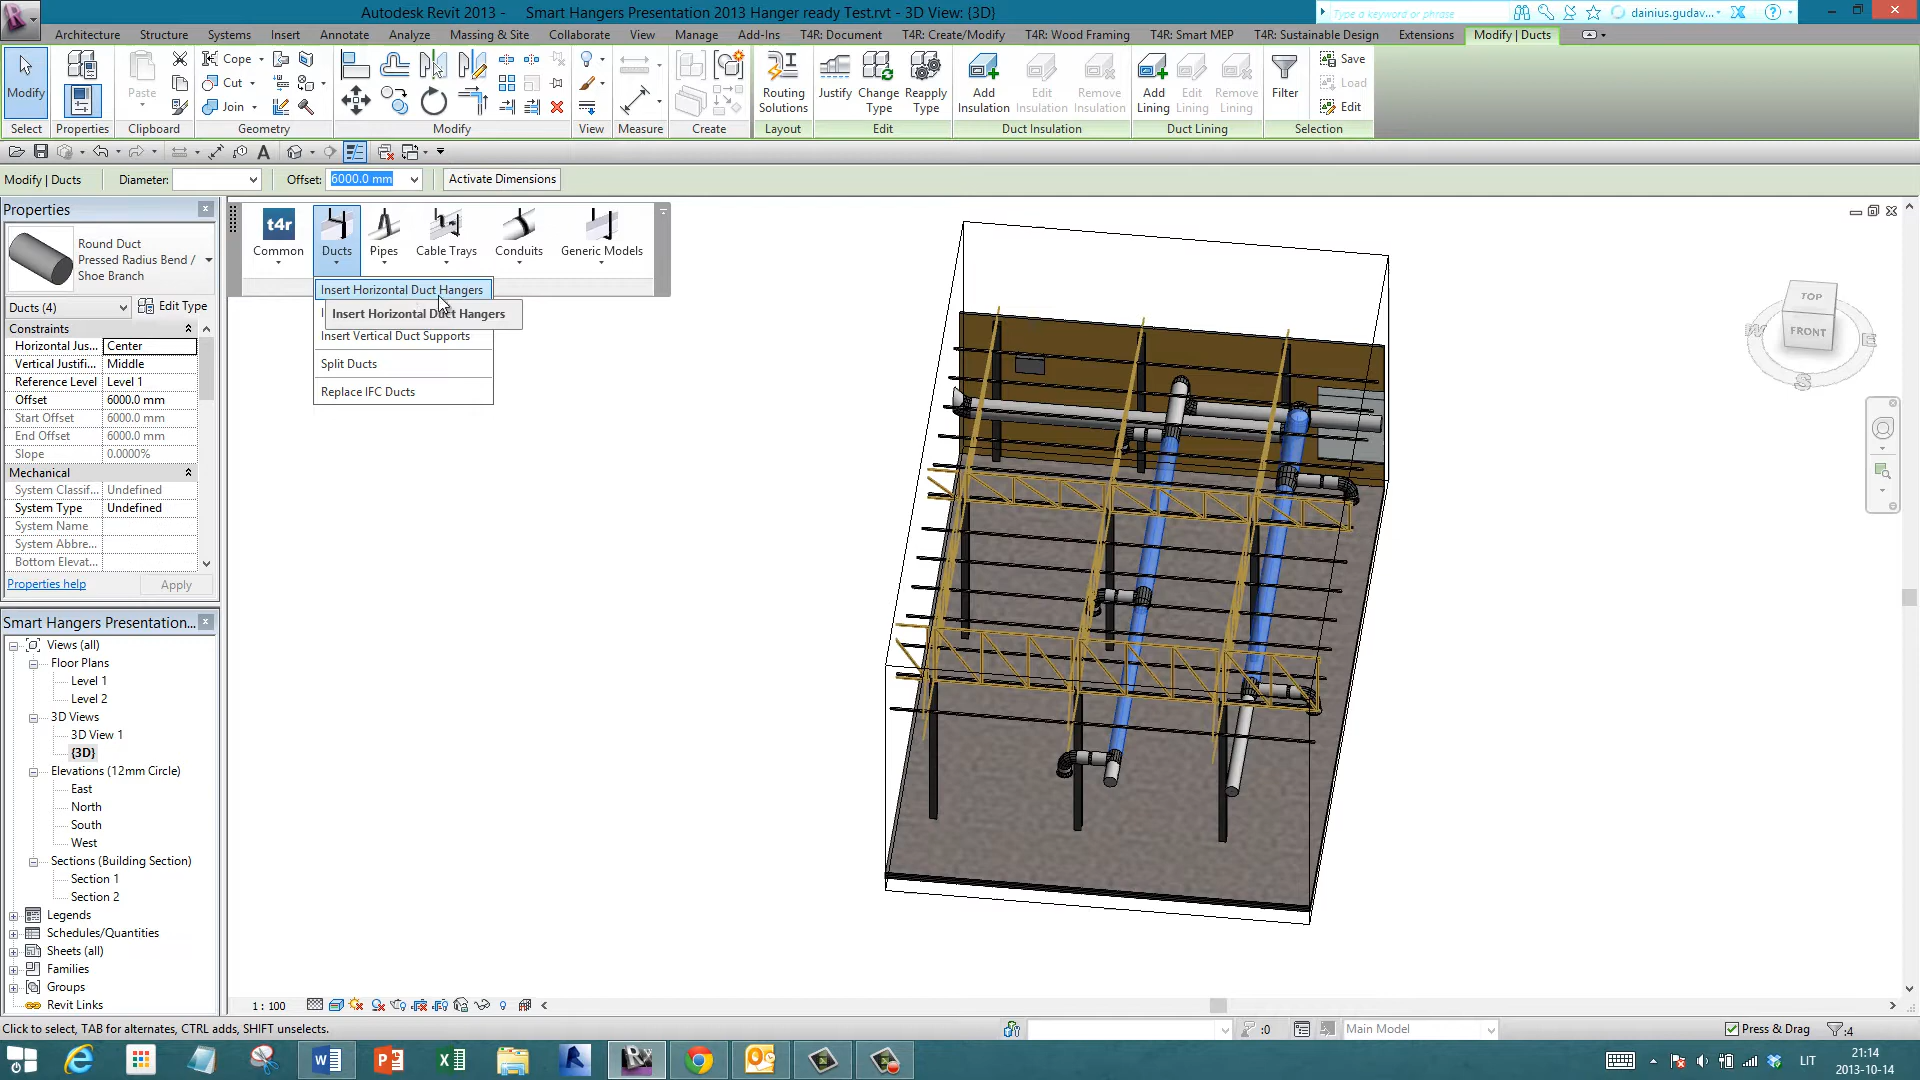 Autodesk Revit 2013 - Smart Hangers Presentation 2013 Hanger ready Test.rvt - 3D View: {3D}
Type a keyword or phrase
dainius.gudav...
Architecture Structure Systems Insert Annotate Analyze Massing & Site Collaborate View Manage Add-Ins T4R: Document T4R: Create/Modify T4R: Wood Framing T4R: Smart MEP T4R: Sustainable Design Extensions Modify | Ducts
Modify
Paste
Cope
Cut
Join
Routing Solutions
Justify
Change Type
Reapply Type
Add Insulation
Edit Insulation
Remove Insulation
Add Lining
Edit Lining
Remove Lining
Filter
Save
Load
Edit
Select Properties Clipboard Geometry Modify View Measure Create Layout Edit Duct Insulation Duct Lining Selection
Modify | Ducts Diameter: Offset: 6000.0 mm Activate Dimensions
Properties
Round Duct
Pressed Radius Bend /
Shoe Branch
Ducts (4) Edit Type
Constraints
Horizontal Jus... Center
Vertical Justifi... Middle
Reference Level Level 1
Offset 6000.0 mm
Start Offset 6000.0 mm
End Offset 6000.0 mm
Slope 0.0000%
Mechanical
System Classif... Undefined
System Type Undefined
System Name
System Abbre...
Bottom Elevat...
Properties help Apply
t4r
Common Ducts Pipes Cable Trays Conduits Generic Models
Insert Horizontal Duct Hangers
Insert Horizontal Duct Hangers
Insert Vertical Duct Supports
Split Ducts
Replace IFC Ducts
TOP
FRONT
W
E
S
Smart Hangers Presentation...
Views (all)
Floor Plans
Level 1
Level 2
3D Views
3D View 1
{3D}
Elevations (12mm Circle)
East
North
South
West
Sections (Building Section)
Section 1
Section 2
Legends
Schedules/Quantities
Sheets (all)
Families
Groups
Revit Links
1 : 100
Click to select, TAB for alternates, CTRL adds, SHIFT unselects.
:0
Main Model
Press & Drag
:4
LIT
21:14
2013-10-14